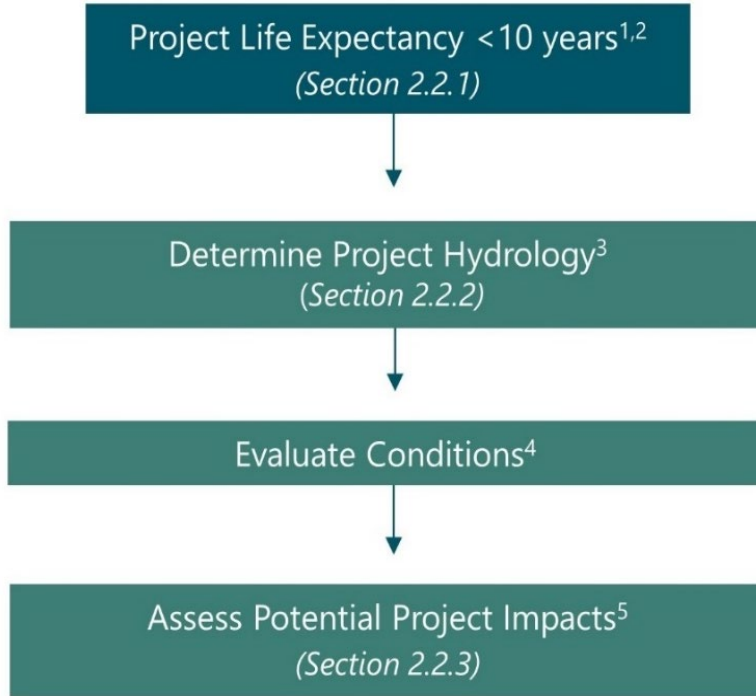 Project Life Expectancy <10 years¹,²
(Section 2.2.1)
Determine Project Hydrology³
(Section 2.2.2)
Evaluate Conditions⁴
Assess Potential Project Impacts⁵
(Section 2.2.3)